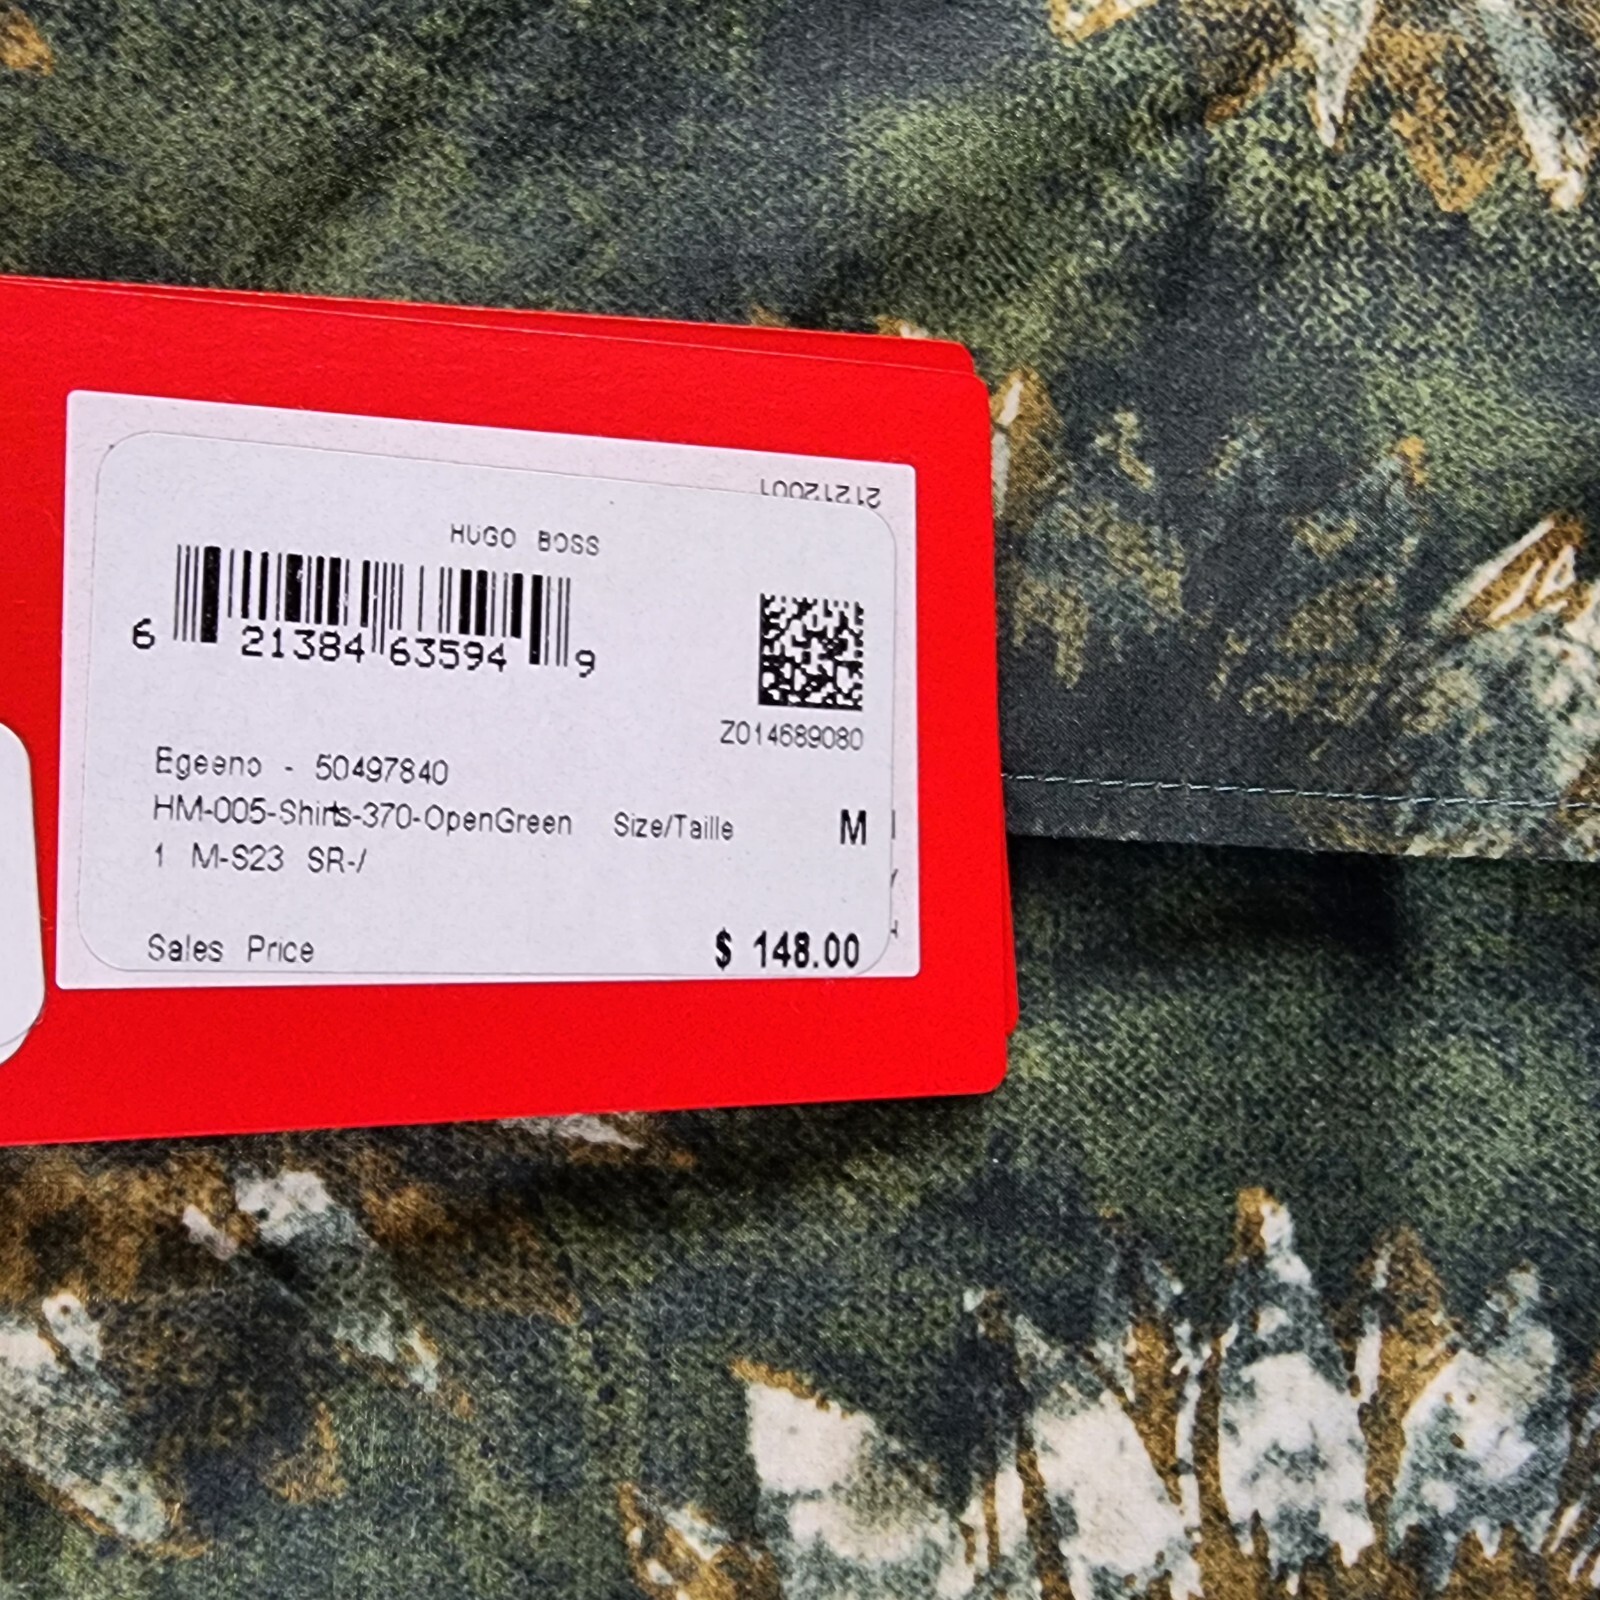 21212001
HUGO BOSS
6 21384 63594 9
Z014689080
Egeeno - 50497840
HM-005-Shirts-370-OpenGreen Size/Taille M
1 M-S23 SR-/
Sales Price $ 148.00